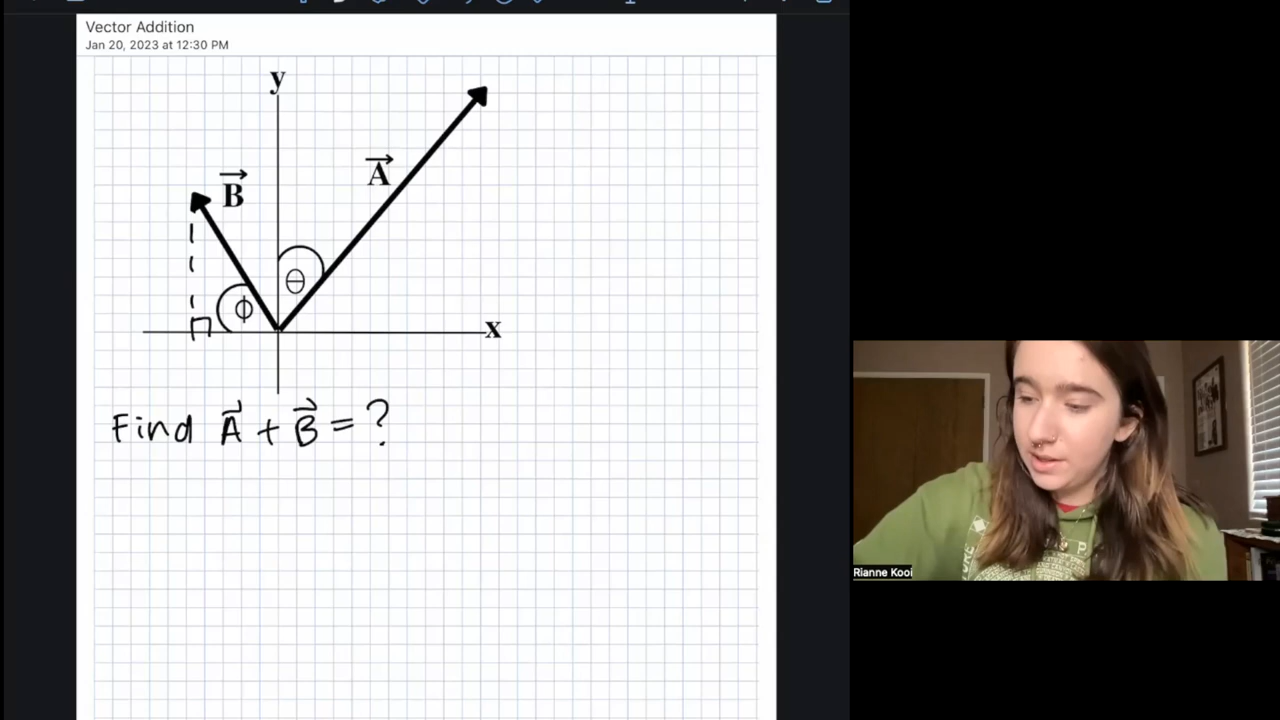 Vector Addition
Jan 20, 2023 at 12:30 PM
y
A
B
θ
ϕ
x
Find A⃗ + B⃗ = ?
Rianne Kooi